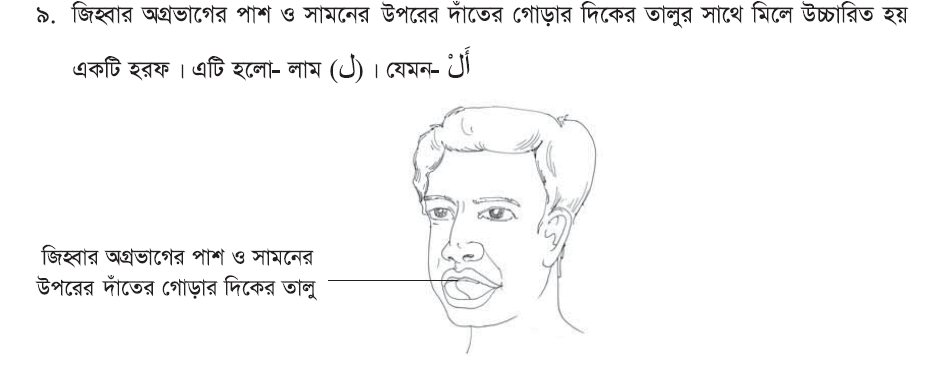 ৯. জিহ্বার অগ্রভাগের পাশ ও সামনের উপরের দাঁতের গোড়ার দিকের তালুর সাথে মিলে উচ্চারিত হয়
একটি হরফ । এটি হলো- লাম (ل) । যেমন- أَلْ
জিহ্বার অগ্রভাগের পাশ ও সামনের
উপরের দাঁতের গোড়ার দিকের তালু